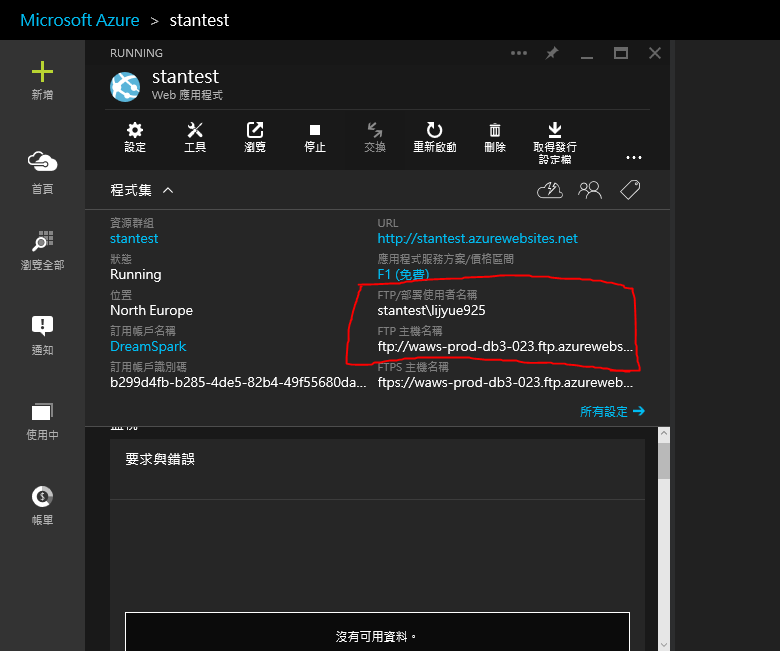 Microsoft Azure > stantest
RUNNING
stantest
Web 應用程式
新增
首頁
瀏覽全部
通知
使用中
帳單
設定
工具
瀏覽
停止
交換
重新啟動
刪除
取得發行
設定檔
程式集
資源群組
stantest
狀態
Running
位置
North Europe
訂用帳戶名稱
DreamSpark
訂用帳戶識別碼
b299d4fb-b285-4de5-82b4-49f55680da...
URL
http://stantest.azurewebsites.net
應用程式服務方案/價格區間
F1 (免費)
FTP/部署使用者名稱
stantest\lijyue925
FTP 主機名稱
ftp://waws-prod-db3-023.ftp.azurewebs...
FTPS 主機名稱
ftps://waws-prod-db3-023.ftp.azureweb...
所有設定
要求與錯誤
沒有可用資料。